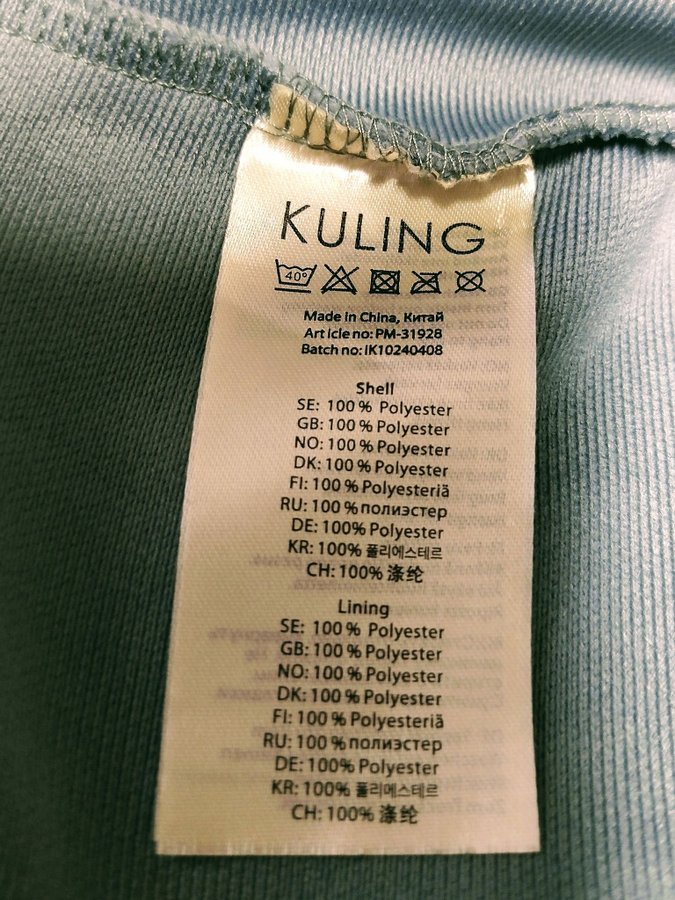 KULING
40°
Made in China, Китай
Article no: PM-31928
Batch no: IK10240408
Shell
SE: 100 % Polyester
GB: 100 % Polyester
NO: 100 % Polyester
DK: 100 % Polyester
FI: 100 % Polyesteriä
RU: 100 % полиэстер
DE: 100% Polyester
KR: 100% 폴리에스테르
CH: 100% 涤纶
Lining
SE: 100 % Polyester
GB: 100 % Polyester
NO: 100 % Polyester
DK: 100 % Polyester
FI: 100 % Polyesteriä
RU: 100 % полиэстер
DE: 100% Polyester
KR: 100% 폴리에스테르
CH: 100% 涤纶